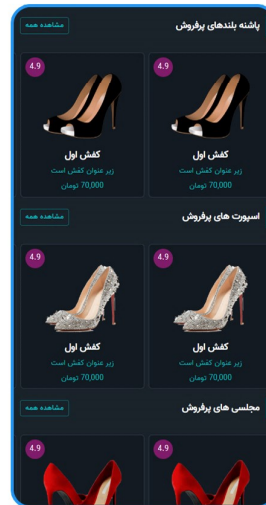 پاشنه بلندهای پرفروش
مشاهده همه
4.9
4.9
کفش اول
کفش اول
زیر عنوان کفش است
زیر عنوان کفش است
70,000 تومان
70,000 تومان
اسپورت های پرفروش
مشاهده همه
4.9
4.9
کفش اول
کفش اول
زیر عنوان کفش است
زیر عنوان کفش است
70,000 تومان
70,000 تومان
مجلسی های پرفروش
مشاهده همه
4.9
4.9